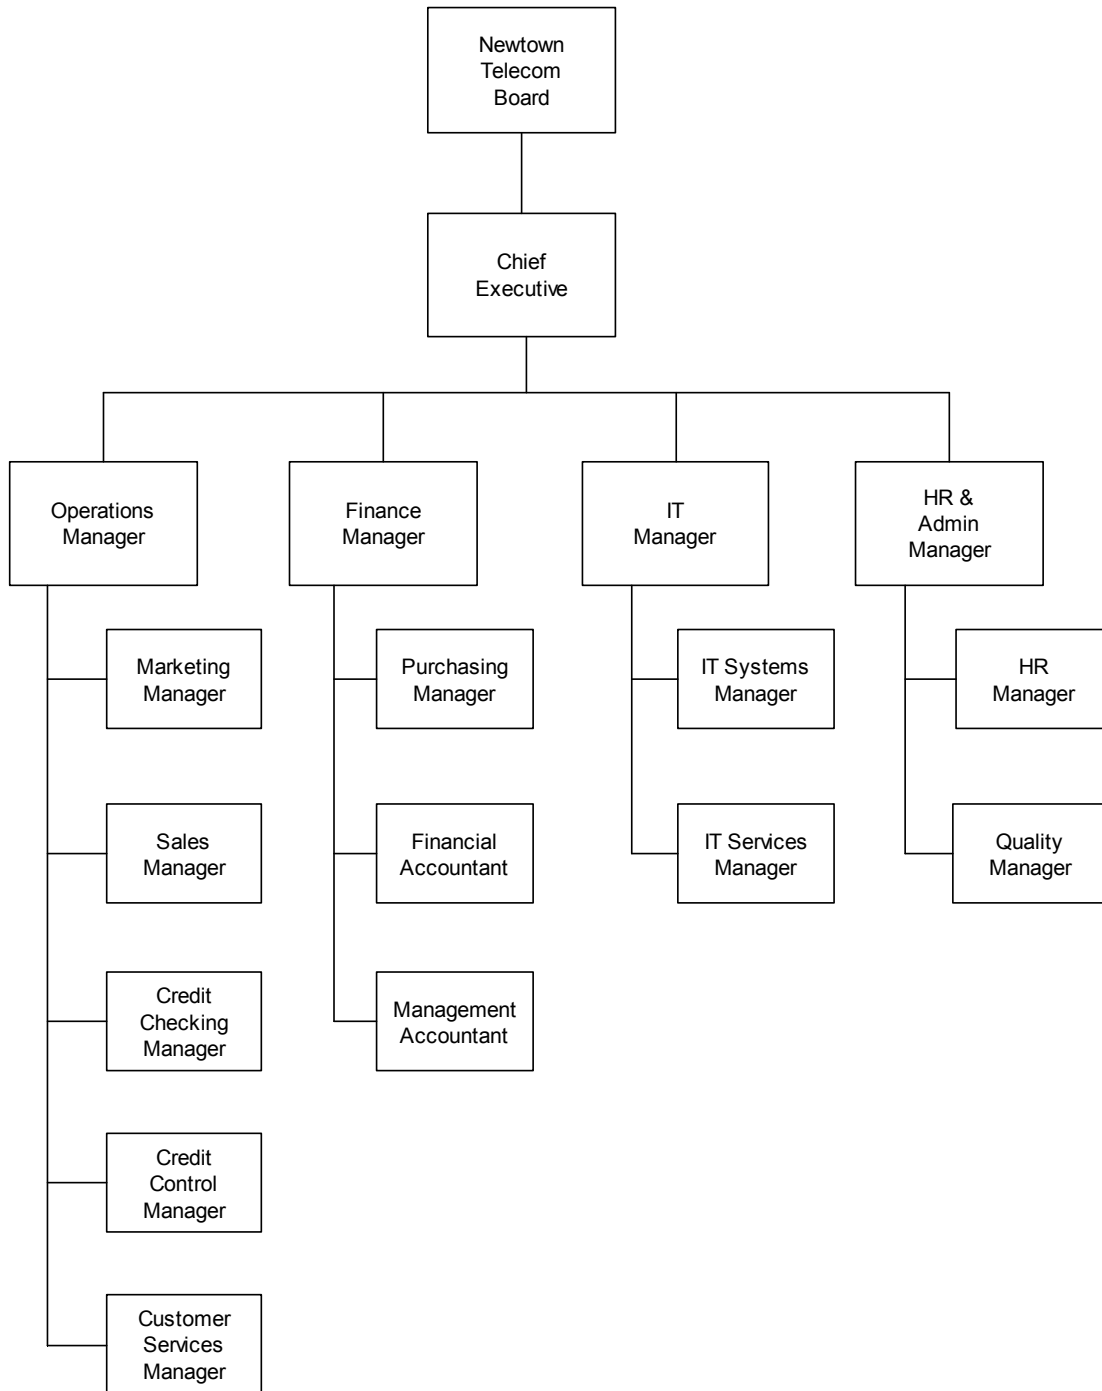 Newtown
Telecom
Board
Chief
Executive
Operations
Manager
Finance
Manager
IT
Manager
HR &
Admin
Manager
Marketing
Manager
Purchasing
Manager
IT Systems
Manager
HR
Manager
Sales
Manager
Financial
Accountant
IT Services
Manager
Quality
Manager
Credit
Checking
Manager
Management
Accountant
Credit
Control
Manager
Customer
Services
Manager